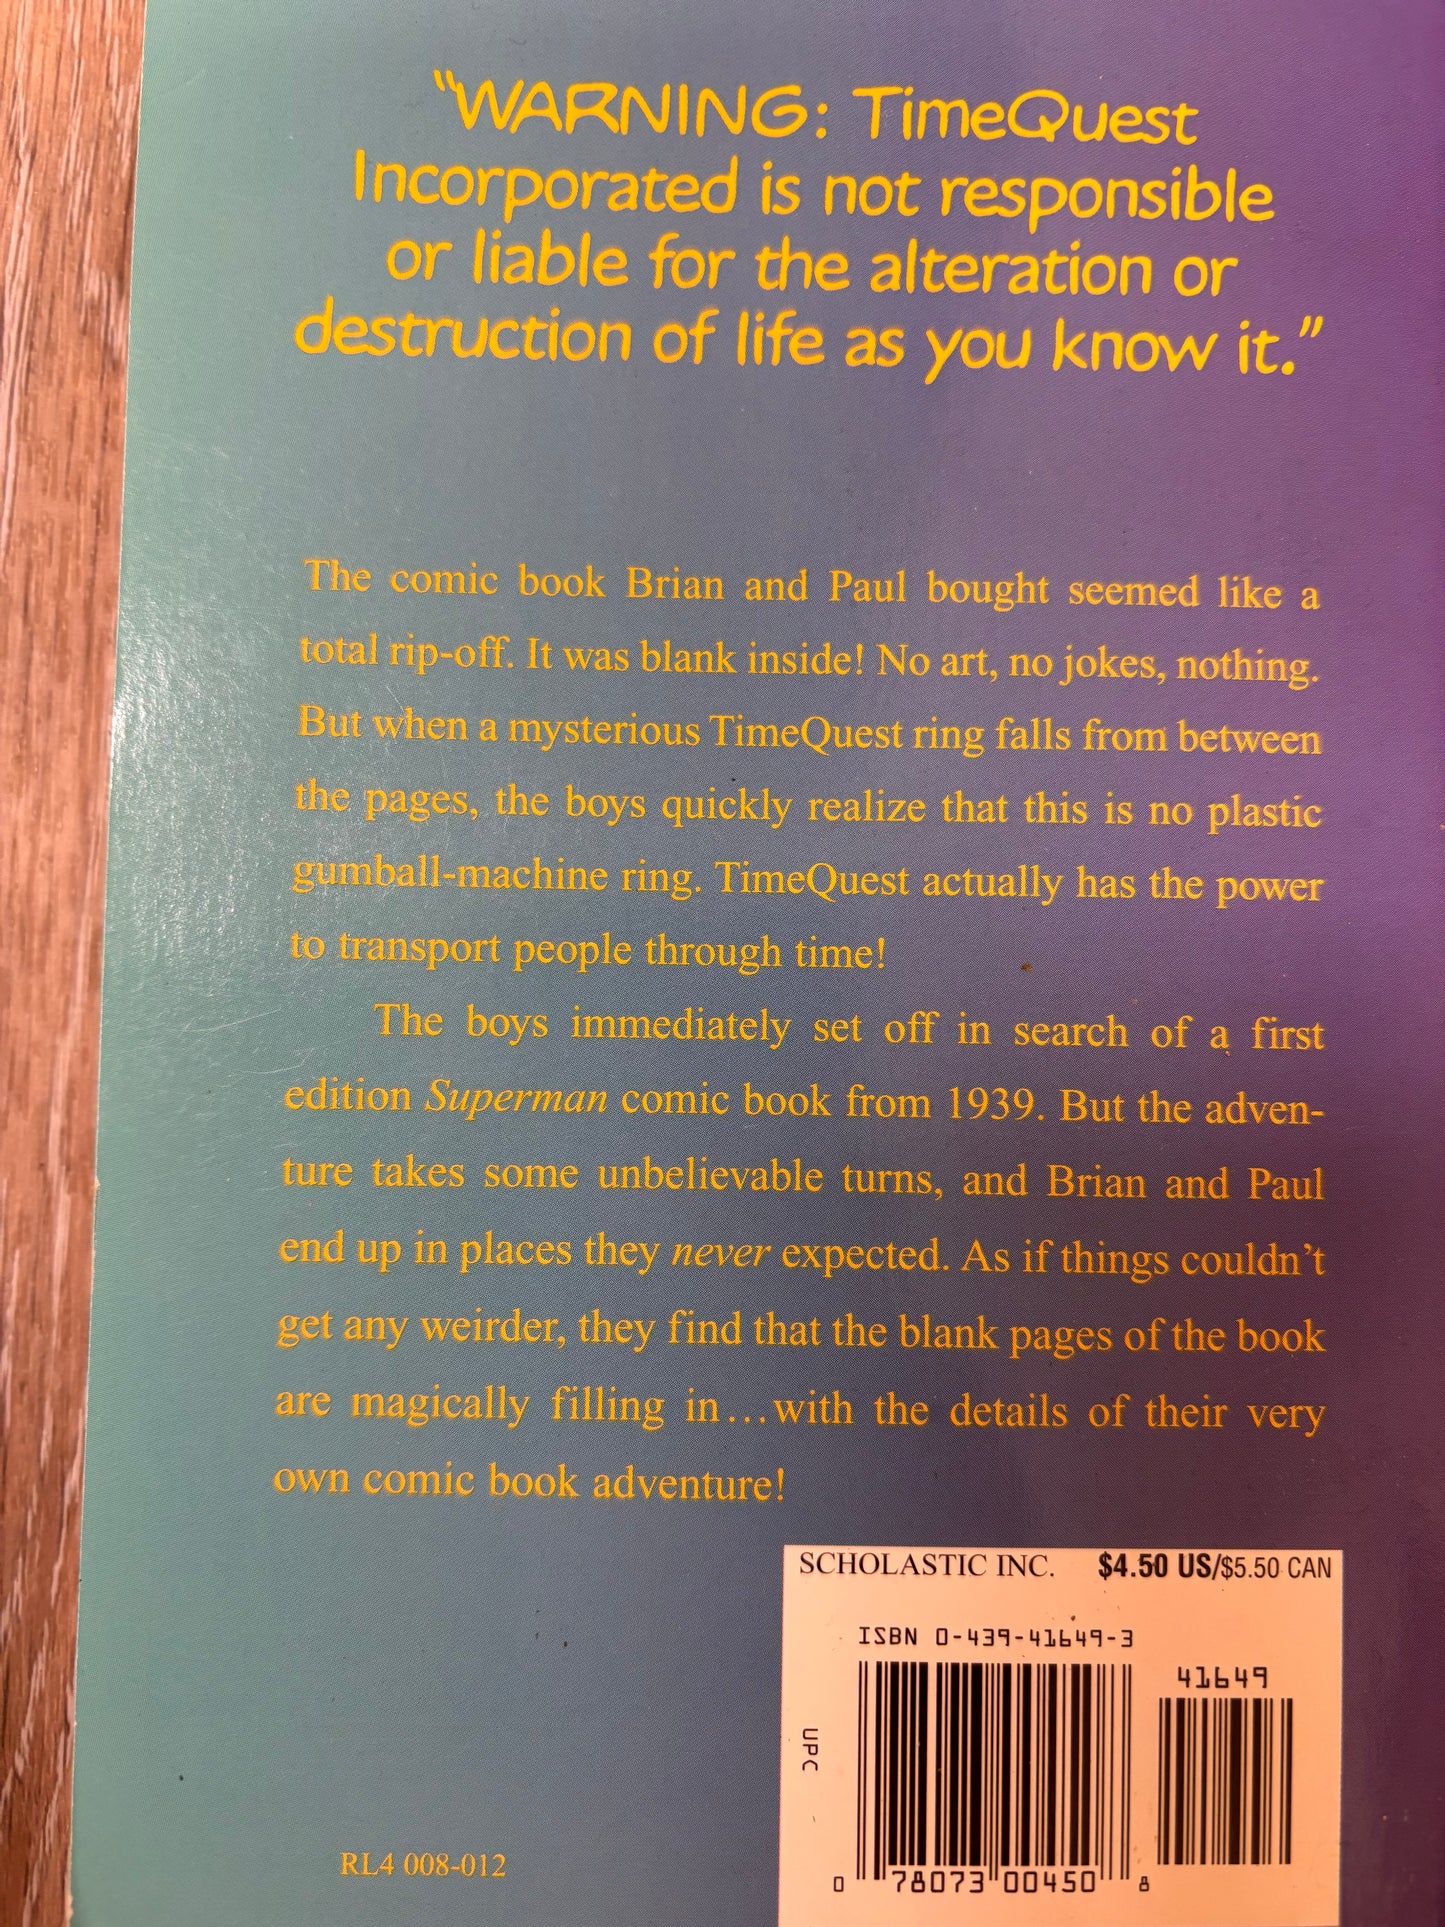 "WARNING: TimeQuest
Incorporated is not responsible
or liable for the alteration or
destruction of life as you know it."
The comic book Brian and Paul bought seemed like a
total rip-off. It was blank inside! No art, no jokes, nothing.
But when a mysterious TimeQuest ring falls from between
the pages, the boys quickly realize that this is no plastic
gumball-machine ring. TimeQuest actually has the power
to transport people through time!
The boys immediately set off in search of a first
edition Superman comic book from 1939. But the adven-
ture takes some unbelievable turns, and Brian and Paul
end up in places they never expected. As if things couldn't
get any weirder, they find that the blank pages of the book
are magically filling in...with the details of their very
own comic book adventure!
SCHOLASTIC INC. $4.50 US/$5.50 CAN
ISBN 0-439-41649-3
41649
UPC
0 78073 00450 8
RL4 008-012